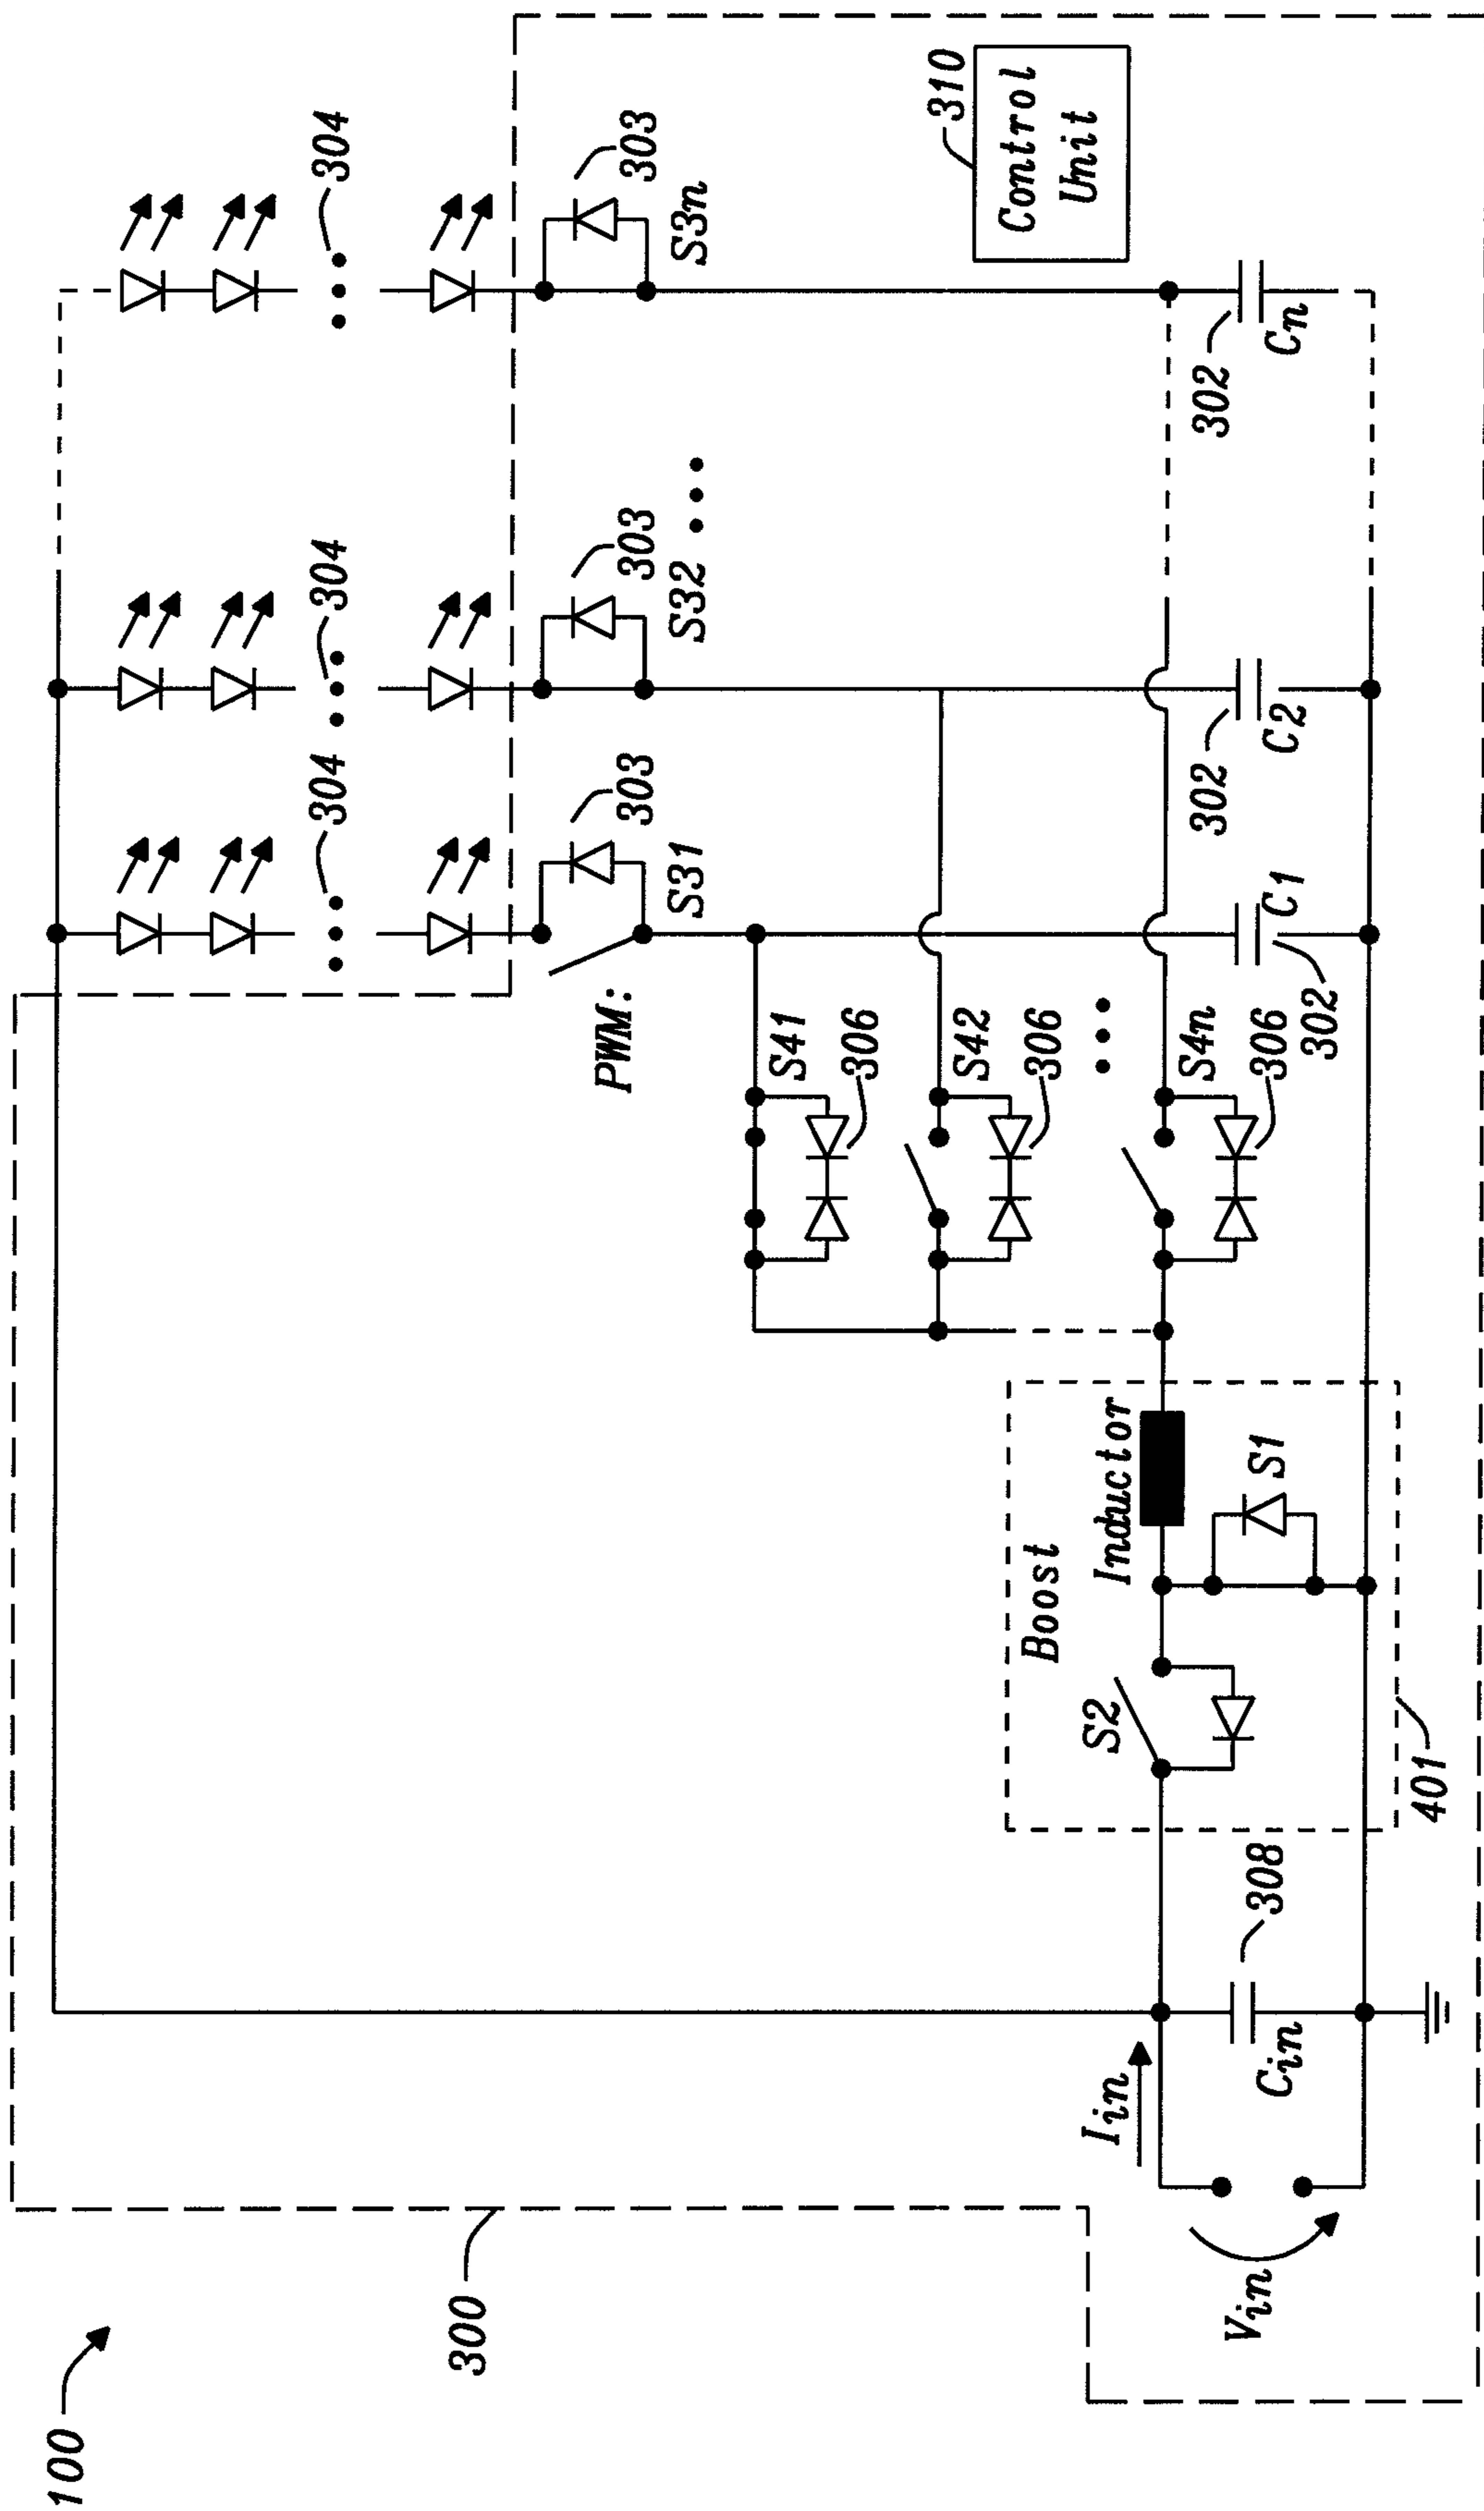 100
300
304
304
304
303
303
303
S31
S32
S3n
PWM:
310
Control
Unit
S41
306
S42
306
S4n
306
302
C1
302
C2
302
Cn
Boost
Inductor
S2
S1
401
308
Cin
Iin
Vin